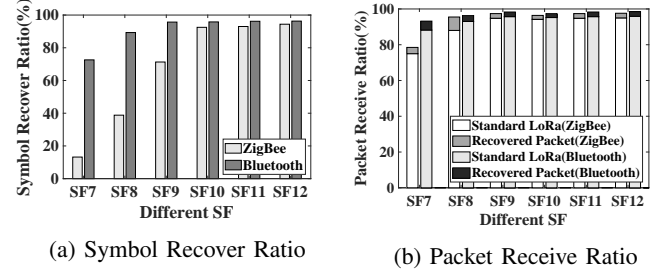 Symbol Recover Ratio(%)
100
80
60
40
20
0
ZigBee
Bluetooth
SF7 SF8 SF9 SF10 SF11 SF12
Different SF
(a) Symbol Recover Ratio
Packet Receive Ratio(%)
100
80
60
40
20
0
Standard LoRa(ZigBee)
Recovered Packet(ZigBee)
Standard LoRa(Bluetooth)
Recovered Packet(Bluetooth)
SF7 SF8 SF9 SF10 SF11 SF12
Different SF
(b) Packet Receive Ratio